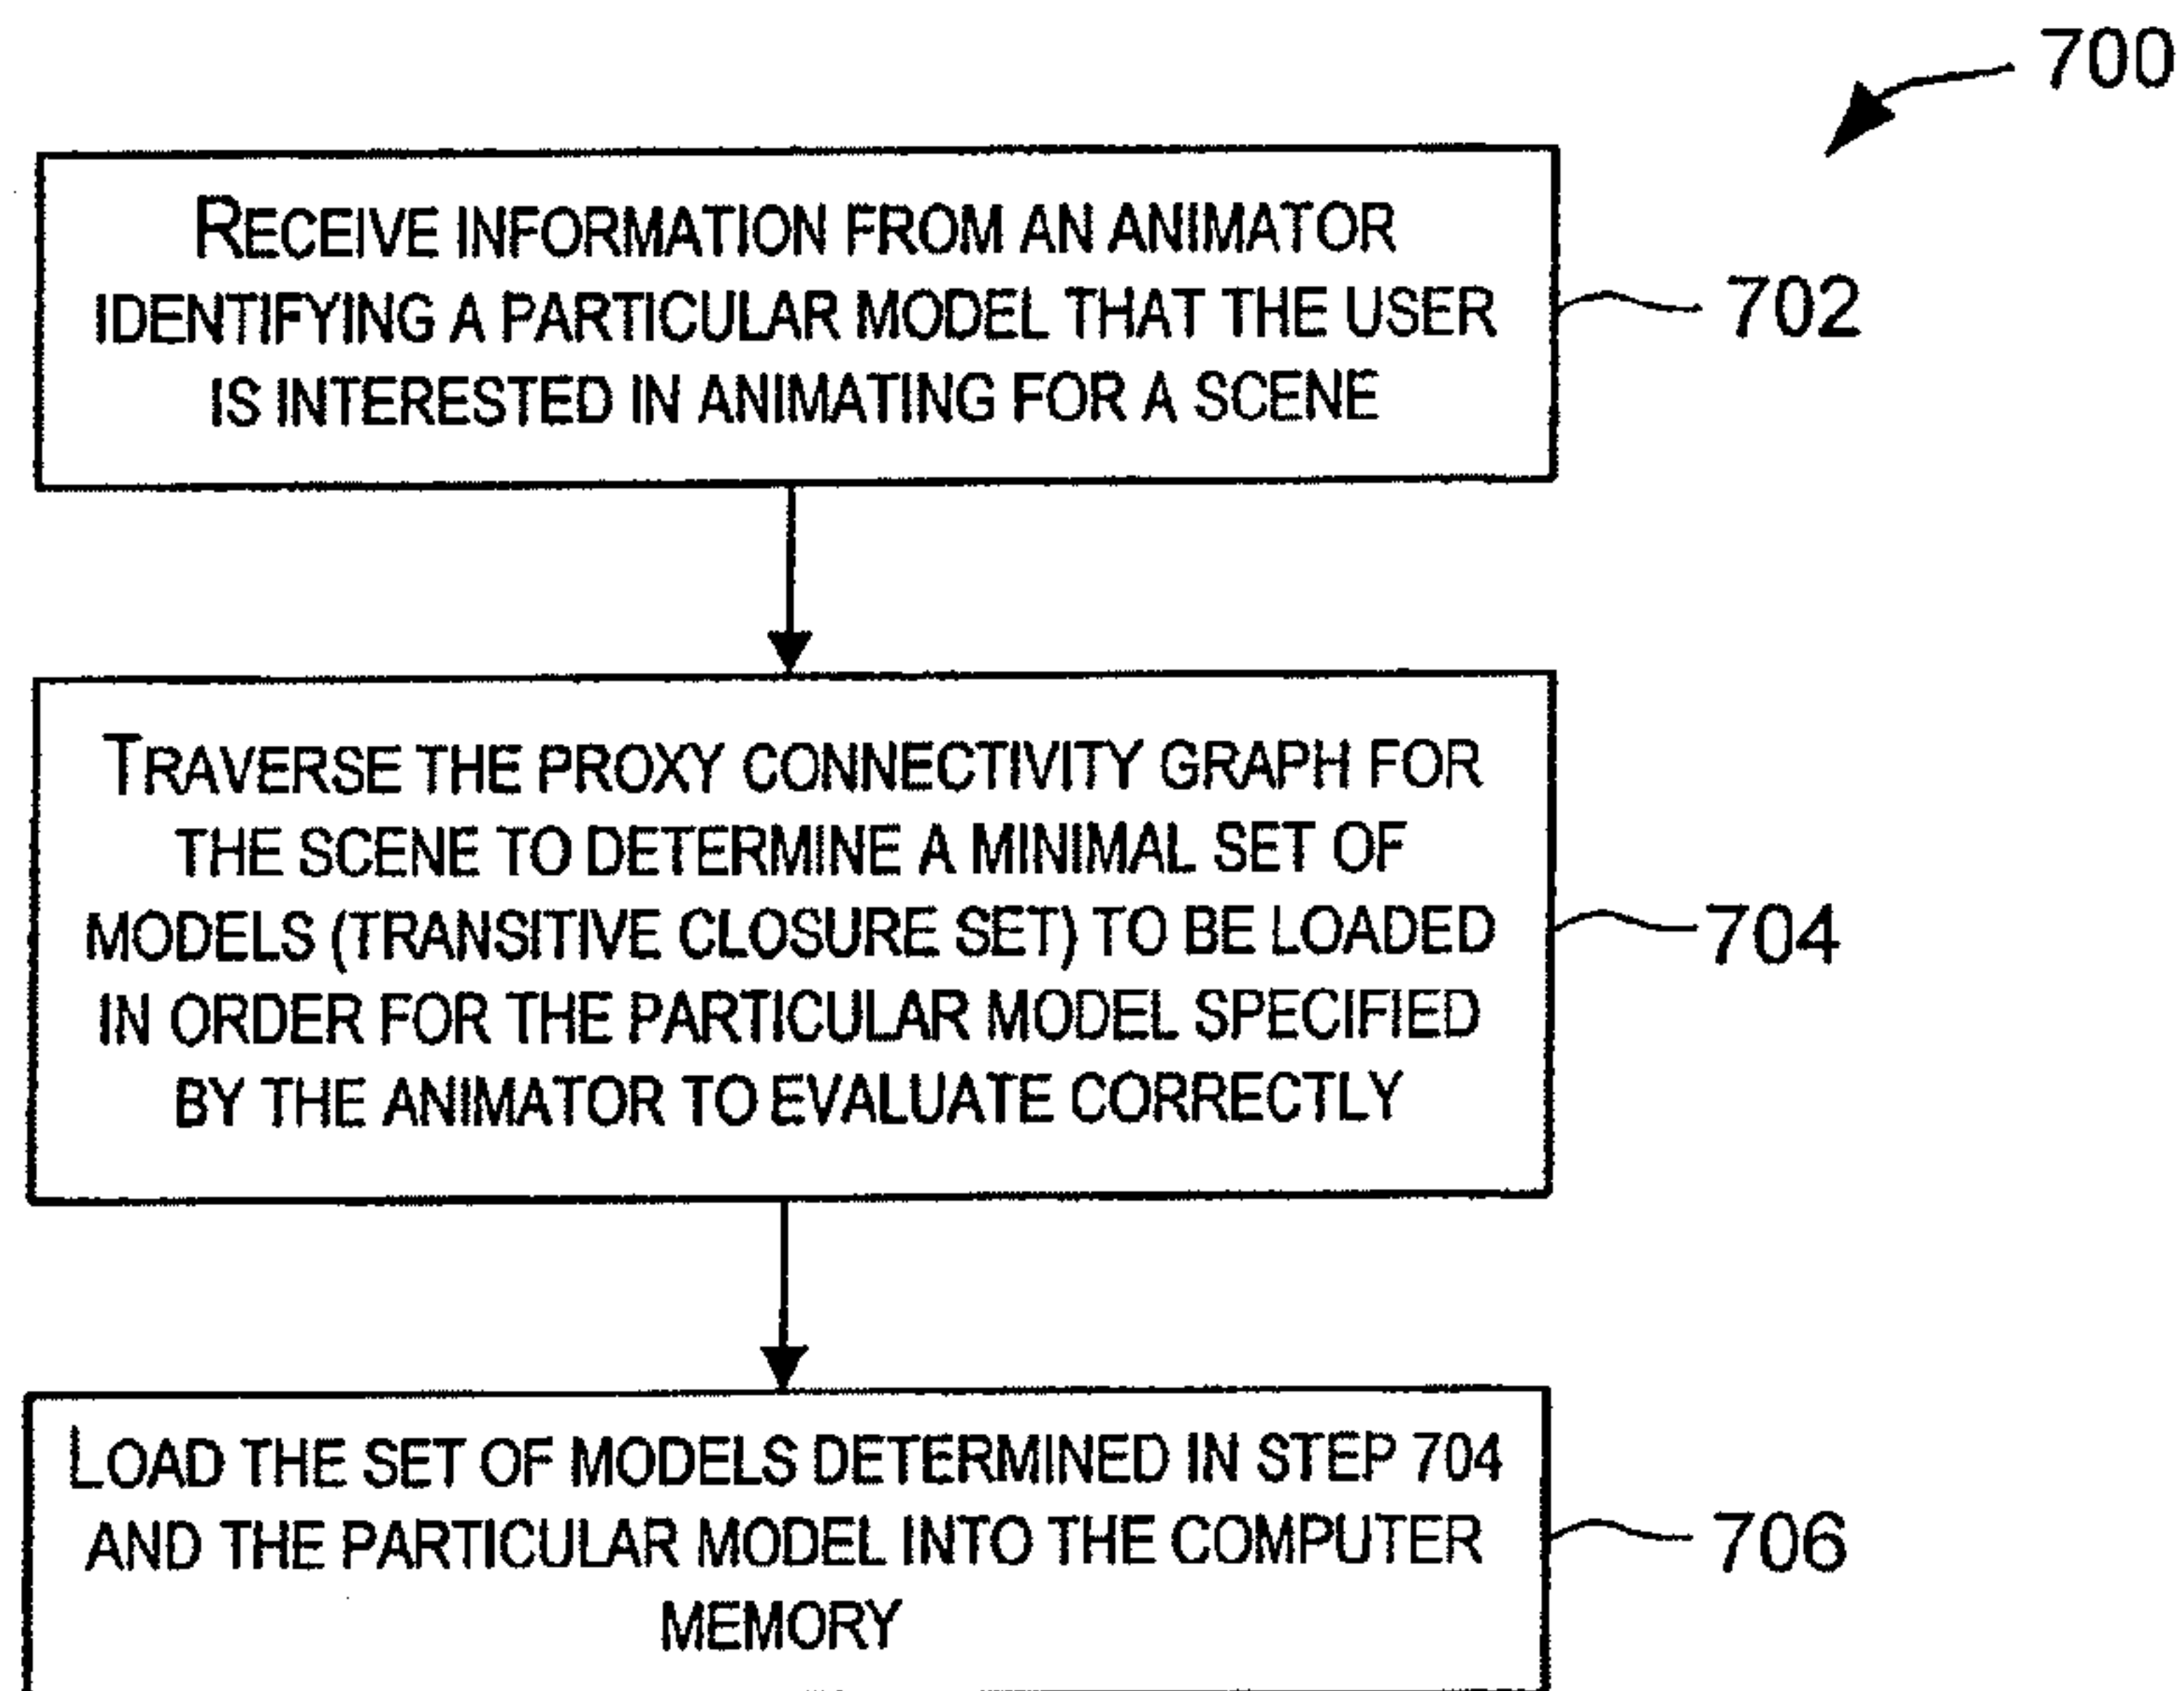 700
RECEIVE INFORMATION FROM AN ANIMATOR
IDENTIFYING A PARTICULAR MODEL THAT THE USER
IS INTERESTED IN ANIMATING FOR A SCENE
702
TRAVERSE THE PROXY CONNECTIVITY GRAPH FOR
THE SCENE TO DETERMINE A MINIMAL SET OF
MODELS (TRANSITIVE CLOSURE SET) TO BE LOADED
IN ORDER FOR THE PARTICULAR MODEL SPECIFIED
BY THE ANIMATOR TO EVALUATE CORRECTLY
704
LOAD THE SET OF MODELS DETERMINED IN STEP 704
AND THE PARTICULAR MODEL INTO THE COMPUTER
MEMORY
706